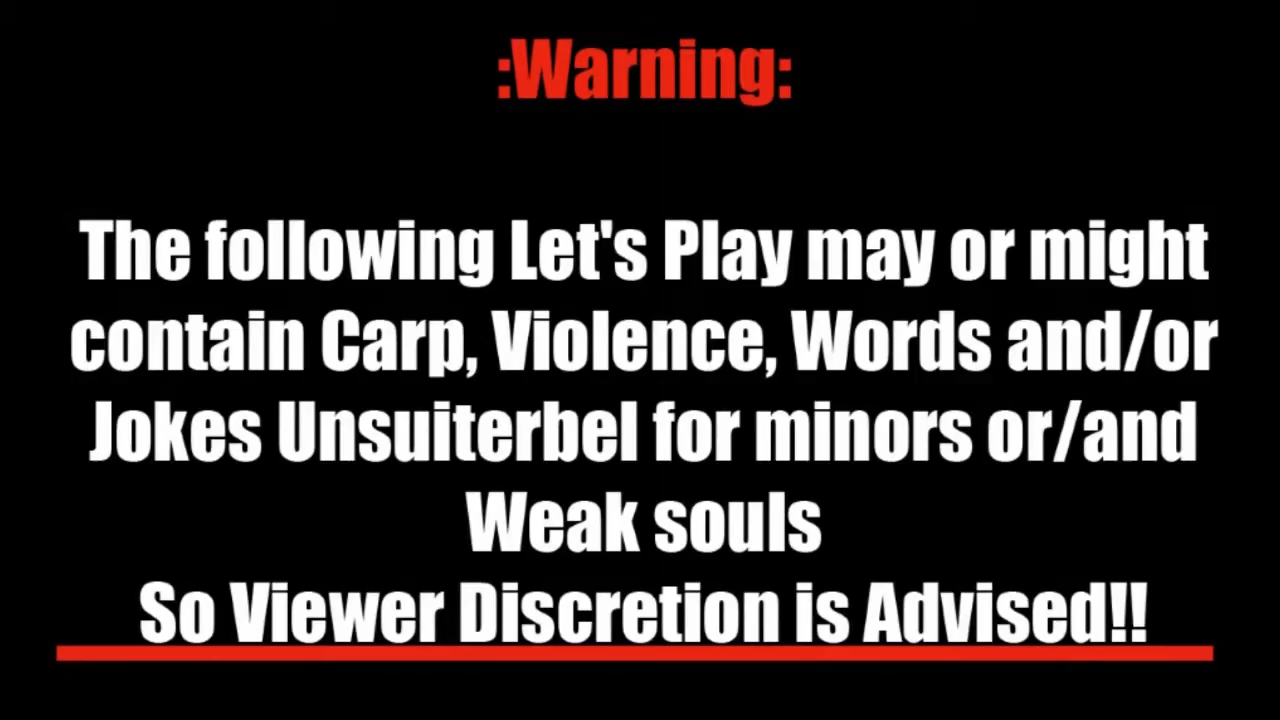 :Warning:
The following Let's Play may or might
contain Carp, Violence, Words and/or
Jokes Unsuiterbel for minors or/and
Weak souls
So Viewer Discretion is Advised!!